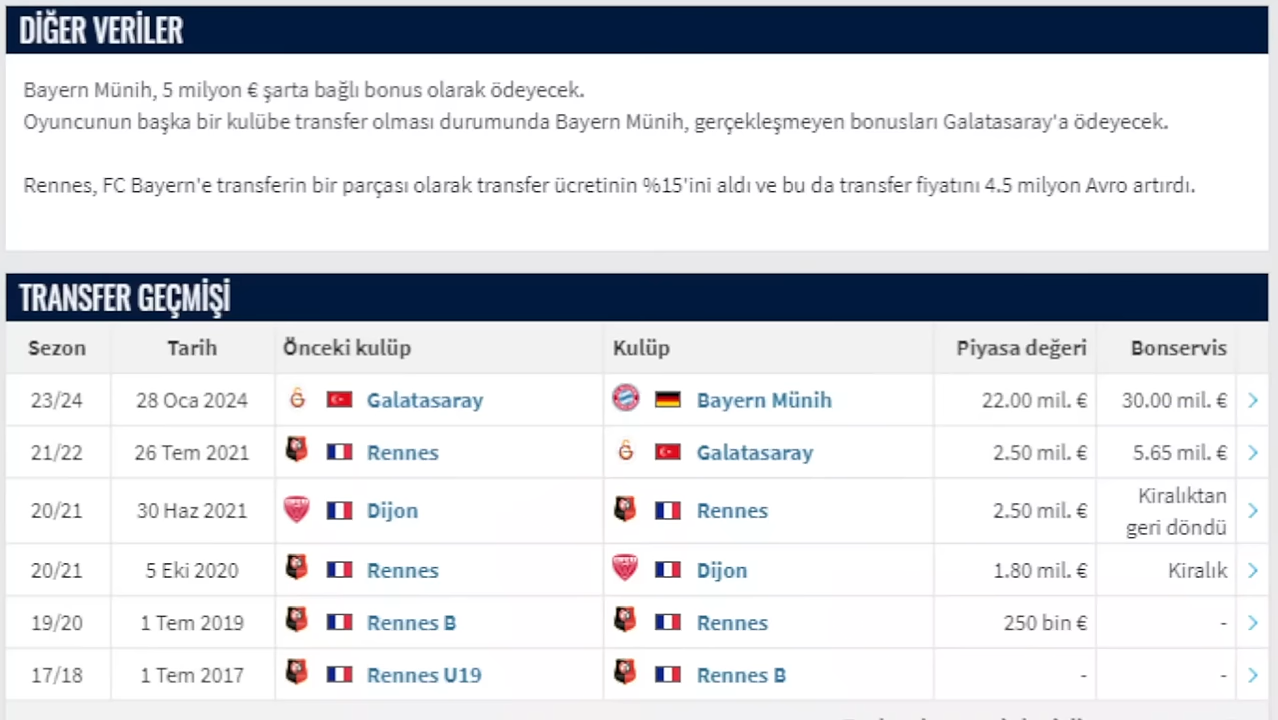 DİĞER VERİLER
Bayern Münih, 5 milyon € şarta bağlı bonus olarak ödeyecek.
Oyuncunun başka bir kulübe transfer olması durumunda Bayern Münih, gerçekleşmeyen bonusları Galatasaray'a ödeyecek.
Rennes, FC Bayern'e transferin bir parçası olarak transfer ücretinin %15'ini aldı ve bu da transfer fiyatını 4.5 milyon Avro artırdı.
TRANSFER GEÇMİŞİ
Sezon Tarih Önceki kulüp Kulüp Piyasa değeri Bonservis
23/24 28 Oca 2024 Galatasaray Bayern Münih 22.00 mil. € 30.00 mil. €
21/22 26 Tem 2021 Rennes Galatasaray 2.50 mil. € 5.65 mil. €
20/21 30 Haz 2021 Dijon Rennes 2.50 mil. € Kiralıktan
geri döndü
20/21 5 Eki 2020 Rennes Dijon 1.80 mil. € Kiralık
19/20 1 Tem 2019 Rennes B Rennes 250 bin € -
17/18 1 Tem 2017 Rennes U19 Rennes B - -